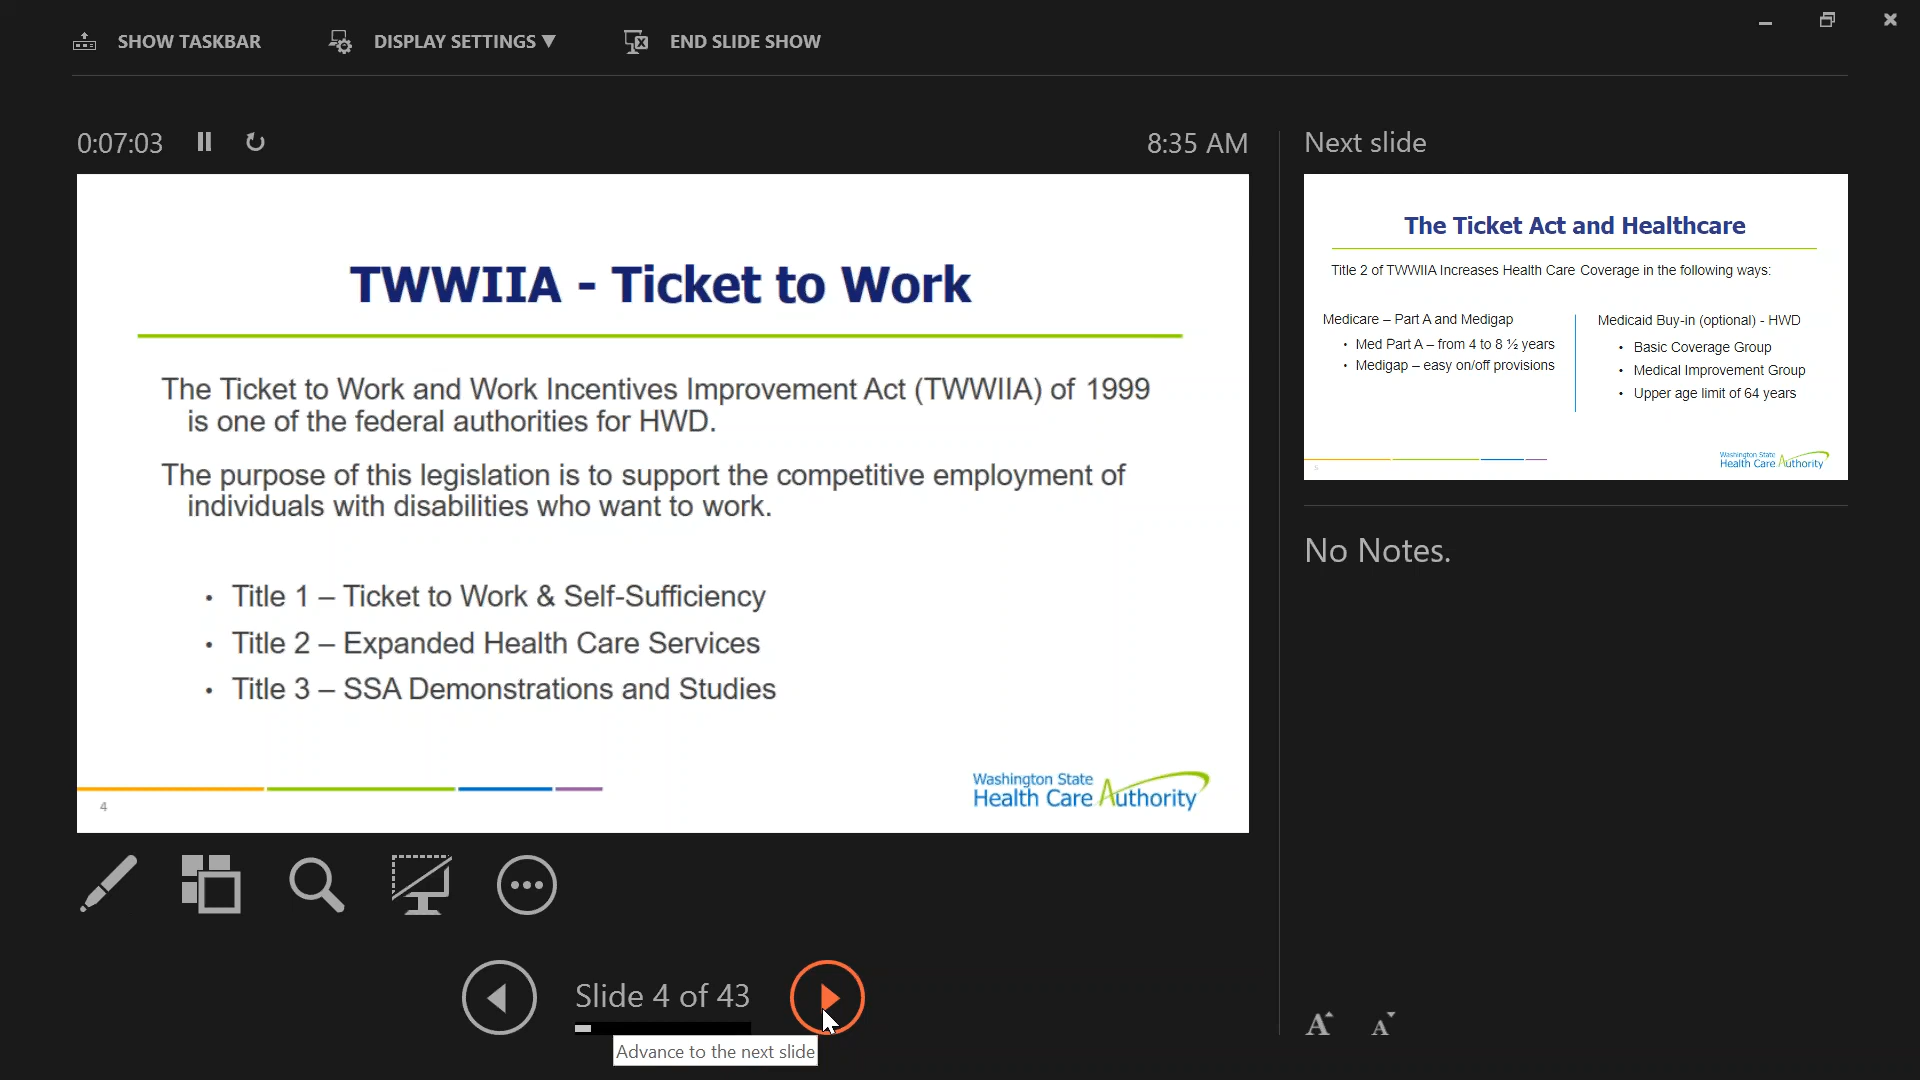 SHOW TASKBAR
DISPLAY SETTINGS ▼
END SLIDE SHOW
0:07:03
8:35 AM
TWWIIA - Ticket to Work
The Ticket to Work and Work Incentives Improvement Act (TWWIIA) of 1999
is one of the federal authorities for HWD.
The purpose of this legislation is to support the competitive employment of
individuals with disabilities who want to work.
• Title 1 – Ticket to Work & Self-Sufficiency
• Title 2 – Expanded Health Care Services
• Title 3 – SSA Demonstrations and Studies
4
Washington State
Health Care Authority
Slide 4 of 43
Advance to the next slide
Next slide
The Ticket Act and Healthcare
Title 2 of TWWIIA Increases Health Care Coverage in the following ways:
Medicare – Part A and Medigap
• Med Part A – from 4 to 8 ½ years
• Medigap – easy on/off provisions
Medicaid Buy-in (optional) - HWD
• Basic Coverage Group
• Medical Improvement Group
• Upper age limit of 64 years
5
Washington State
Health Care Authority
No Notes.
A A